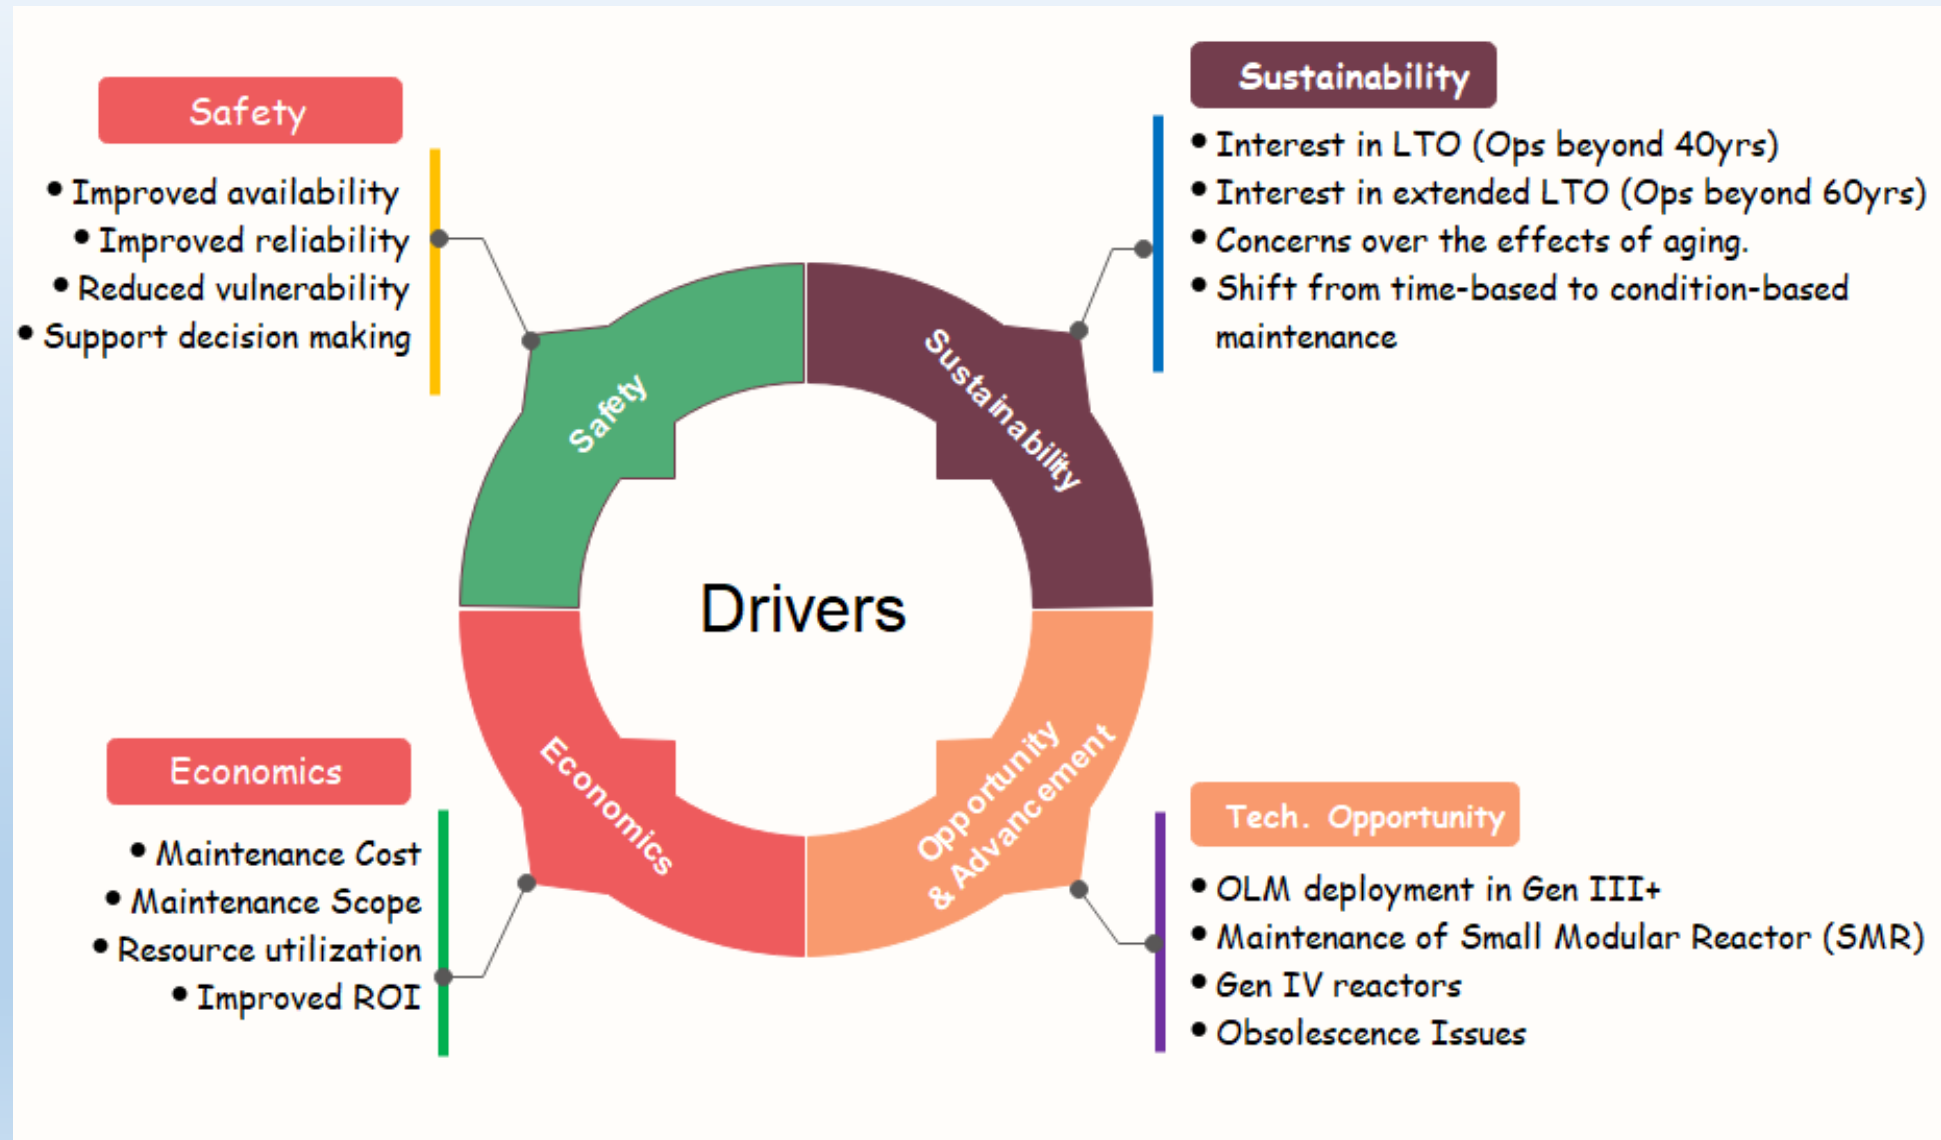 Safety
• Improved availability
• Improved reliability
• Reduced vulnerability
• Support decision making
Sustainability
• Interest in LTO (Ops beyond 40yrs)
• Interest in extended LTO (Ops beyond 60yrs)
• Concerns over the effects of aging.
• Shift from time-based to condition-based
maintenance
Safety
Sustainability
Drivers
Economics
Opportunity
& Advancement
Economics
• Maintenance Cost
• Maintenance Scope
• Resource utilization
• Improved ROI
Tech. Opportunity
• OLM deployment in Gen III+
• Maintenance of Small Modular Reactor (SMR)
• Gen IV reactors
• Obsolescence Issues